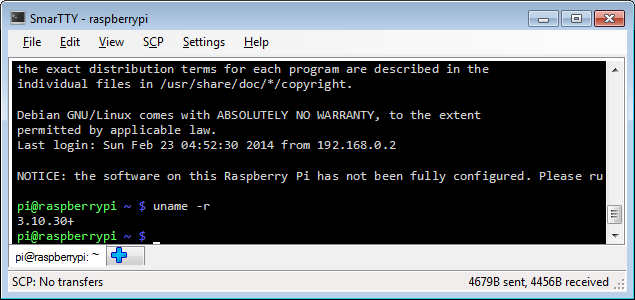 SmarTTY - raspberrypi
File Edit View SCP Settings Help
the exact distribution terms for each program are described in the
individual files in /usr/share/doc/*/copyright.
Debian GNU/Linux comes with ABSOLUTELY NO WARRANTY, to the extent
permitted by applicable law.
Last login: Sun Feb 23 04:52:30 2014 from 192.168.0.2
NOTICE: the software on this Raspberry Pi has not been fully configured. Please ru
pi@raspberrypi ~ $ uname -r
3.10.30+
pi@raspberrypi ~ $
pi@raspberrypi: ~
SCP: No transfers 4679B sent, 4456B received